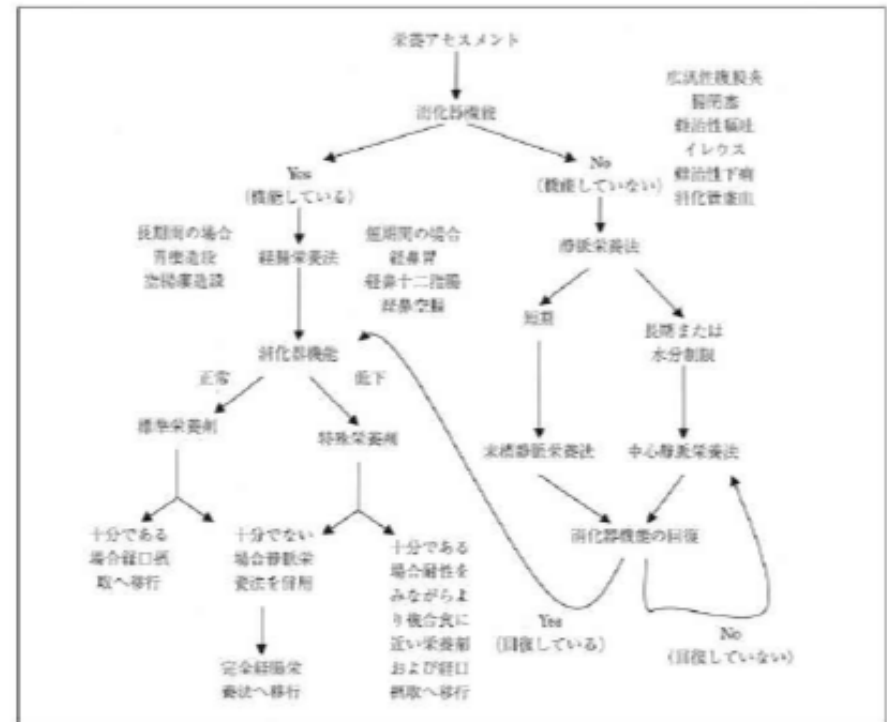 栄養アセスメント
消化器機能
広汎性腹膜炎
腸閉塞
難治性嘔吐
イレウス
難治性下痢
消化管虚血
Yes
(機能している)
No
(機能していない)
長期間の場合
胃瘻造設
空腸瘻造設
経腸栄養法
短期間の場合
経鼻胃
経鼻十二指腸
経鼻空腸
静脈栄養法
短期
長期または
水分制限
消化器機能
正常
低下
標準栄養剤
特殊栄養剤
末梢静脈栄養法
中心静脈栄養法
十分である
場合経口摂
取へ移行
十分でない
場合静脈栄
養法を併用
十分である
場合耐性を
みながらよ
り複合食に
近い栄養剤
および経口
摂取へ移行
消化器機能の回復
完全経腸栄
養法へ移行
Yes
(回復している)
No
(回復していない)